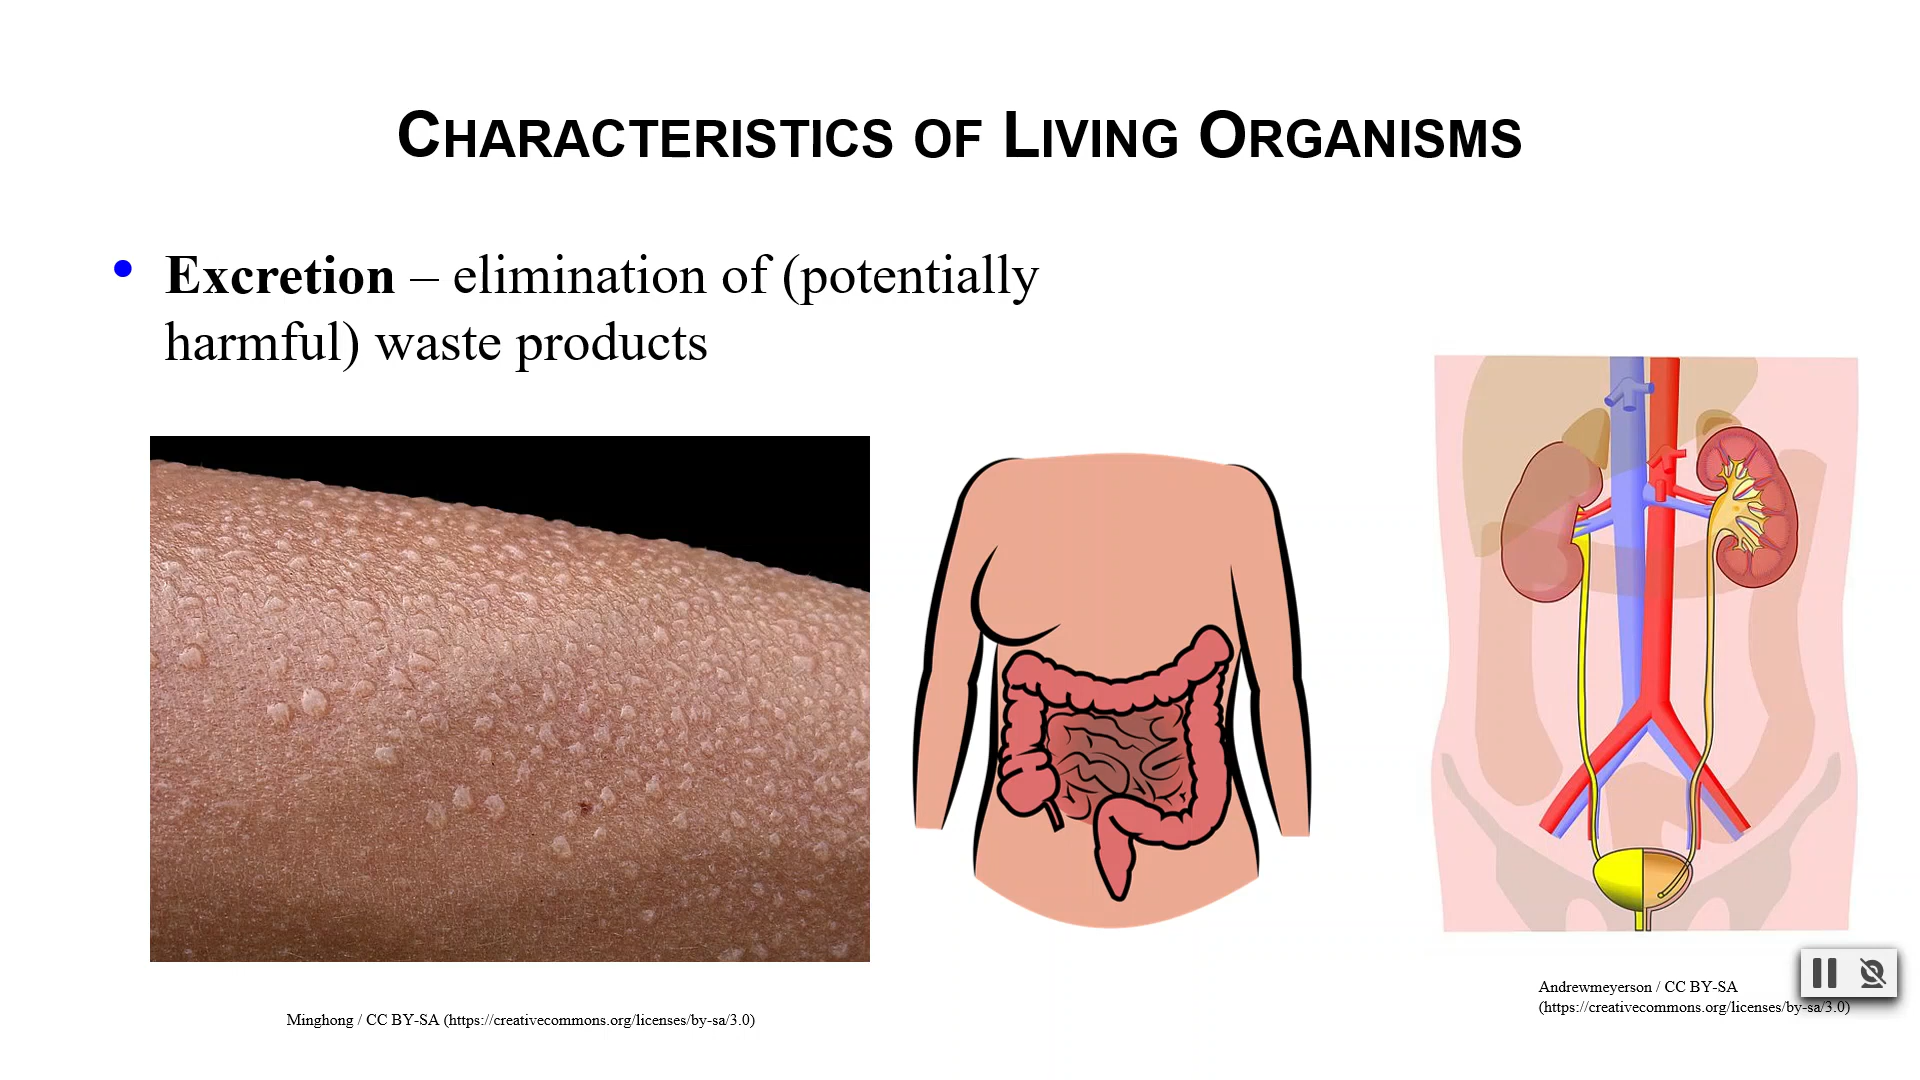 CHARACTERISTICS OF LIVING ORGANISMS
• Excretion – elimination of (potentially
harmful) waste products
Minghong / CC BY-SA (https://creativecommons.org/licenses/by-sa/3.0)
Andrewmeyerson / CC BY-SA
(https://creativecommons.org/licenses/by-sa/3.0)